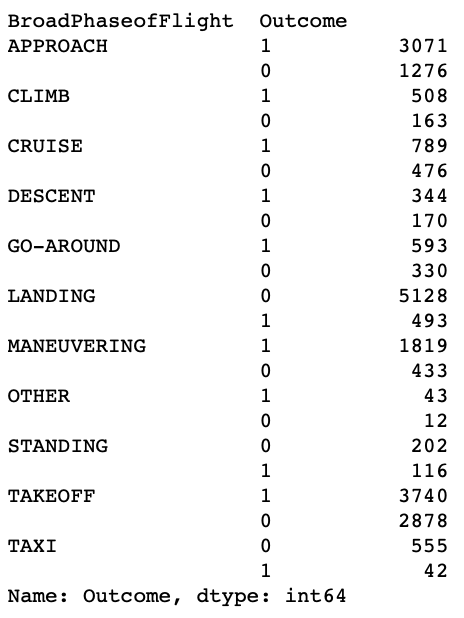 BroadPhaseofFlight  Outcome
APPROACH            1          3071
                    0          1276
CLIMB               1           508
                    0           163
CRUISE              1           789
                    0           476
DESCENT             1           344
                    0           170
GO-AROUND           1           593
                    0           330
LANDING             0          5128
                    1           493
MANEUVERING         1          1819
                    0           433
OTHER               1            43
                    0            12
STANDING            0           202
                    1           116
TAKEOFF             1          3740
                    0          2878
TAXI                0           555
                    1            42
Name: Outcome, dtype: int64